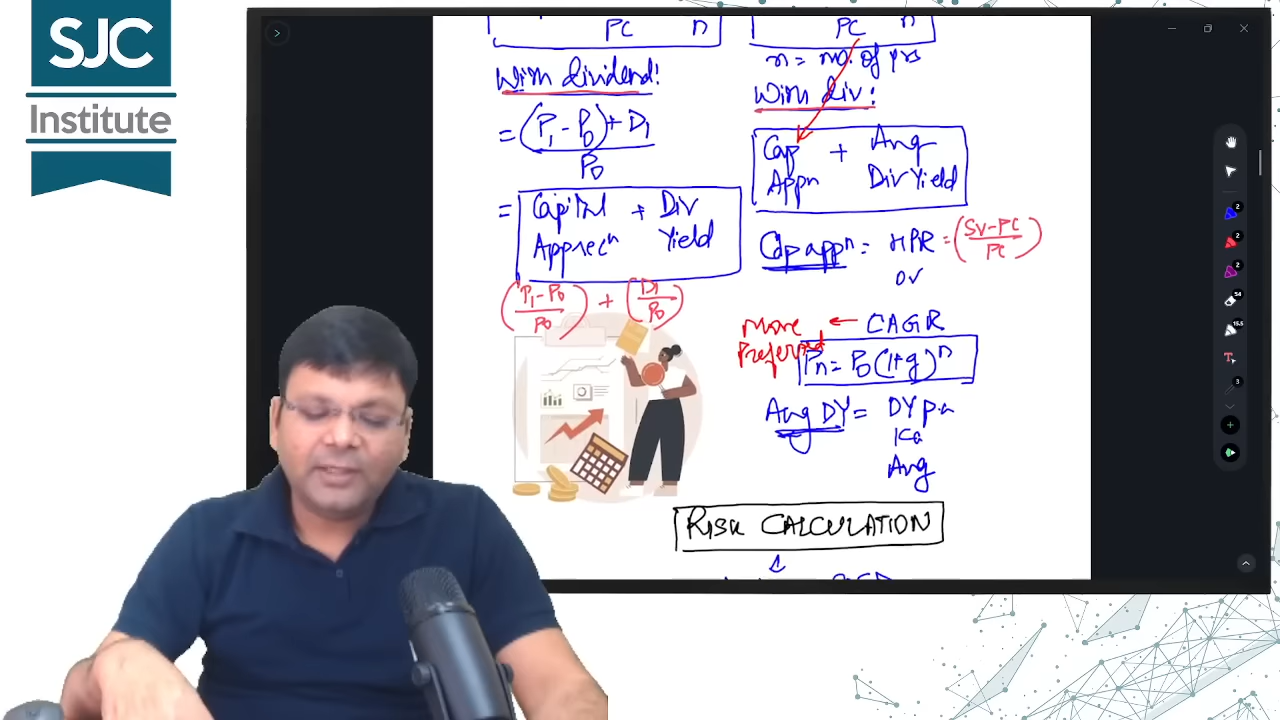 SJC
Institute
PC n
With dividend!
= (P1 - P0) + D1
P0
= Capital + Div
Apprecn Yield
(P1-P0
P0) + (D1
P0)
PC n
n = no. of yrs
With div:
Cap + Avg
Appn Div Yield
Cap appn = HPR = (SV-PC
PC)
or
More ← CAGR
Preferred
Pn = P0(1+g)n
Avg DY = DY p.a
Ka
Avg
RISK CALCULATION